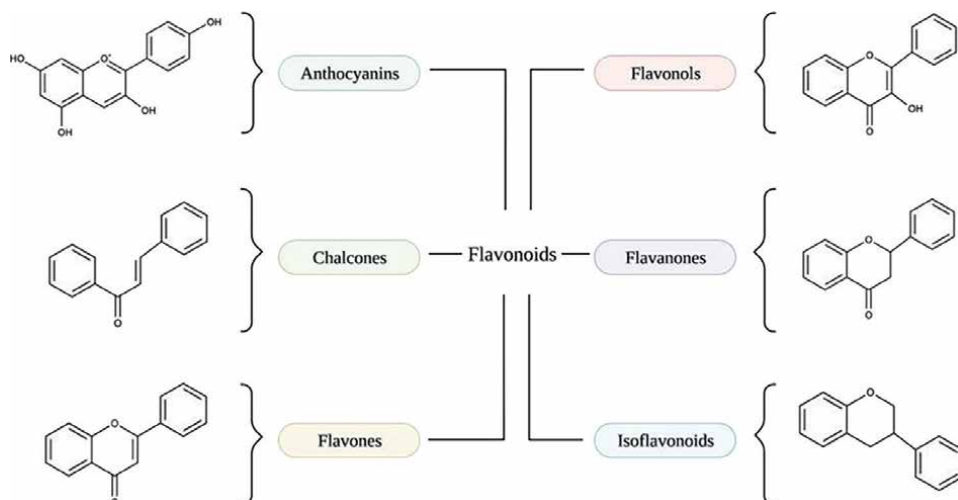 OH
HO
O+
OH
OH
Anthocyanins
Flavonols
O
OH
O
O
Chalcones
Flavonoids
Flavanones
O
O
O
O
Flavones
Isoflavonoids
O